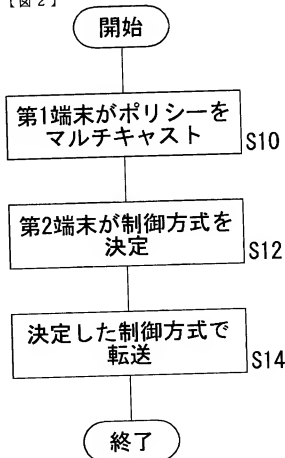 【図2】
開始
第1端末がポリシーを
マルチキャスト
S10
第2端末が制御方式を
決定
S12
決定した制御方式で
転送
S14
終了